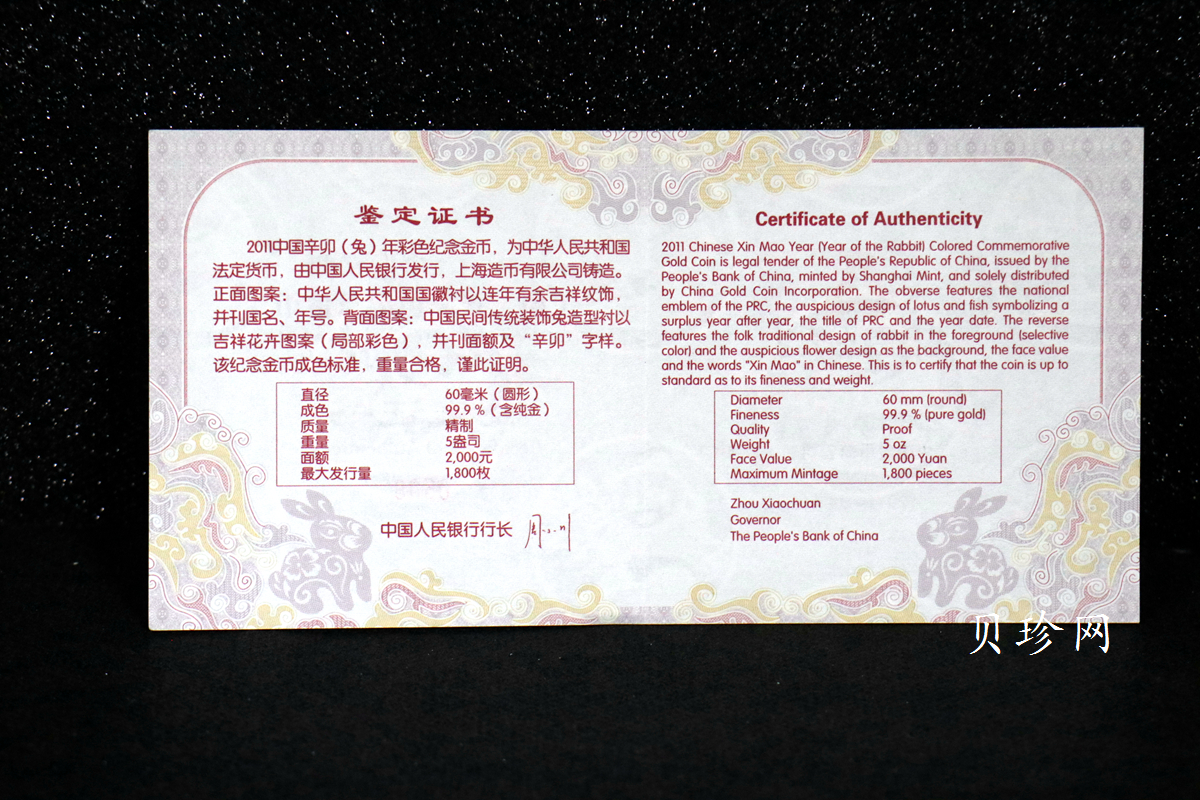 鉴定证书
2011中国辛卯（兔）年彩色纪念金币，为中华人民共和国
法定货币，由中国人民银行发行，上海造币有限公司铸造。
正面图案：中华人民共和国国徽衬以连年有余吉祥纹饰，
并刊国名、年号。背面图案：中国民间传统装饰兔造型衬以
吉祥花卉图案（局部彩色），并刊面额及“辛卯”字样。
该纪念金币成色标准，重量合格，谨此证明。
直径 60毫米（圆形）
成色 99.9 %（含纯金）
质量 精制
重量 5盎司
面额 2,000元
最大发行量 1,800枚
中国人民银行行长
Certificate of Authenticity
2011 Chinese Xin Mao Year (Year of the Rabbit) Colored Commemorative
Gold Coin is legal tender of the People's Republic of China, issued by the
People's Bank of China, minted by Shanghai Mint, and solely distributed
by China Gold Coin Incorporation. The obverse features the national
emblem of the PRC, the auspicious design of lotus and fish symbolizing a
surplus year after year, the title of PRC and the year date. The reverse
features the folk traditional design of rabbit in the foreground (selective
color) and the auspicious flower design as the background, the face value
and the words "Xin Mao" in Chinese. This is to certify that the coin is up to
standard as to its fineness and weight.
Diameter 60 mm (round)
Fineness 99.9 % (pure gold)
Quality Proof
Weight 5 oz
Face Value 2,000 Yuan
Maximum Mintage 1,800 pieces
Zhou Xiaochuan
Governor
The People's Bank of China
贝珍网